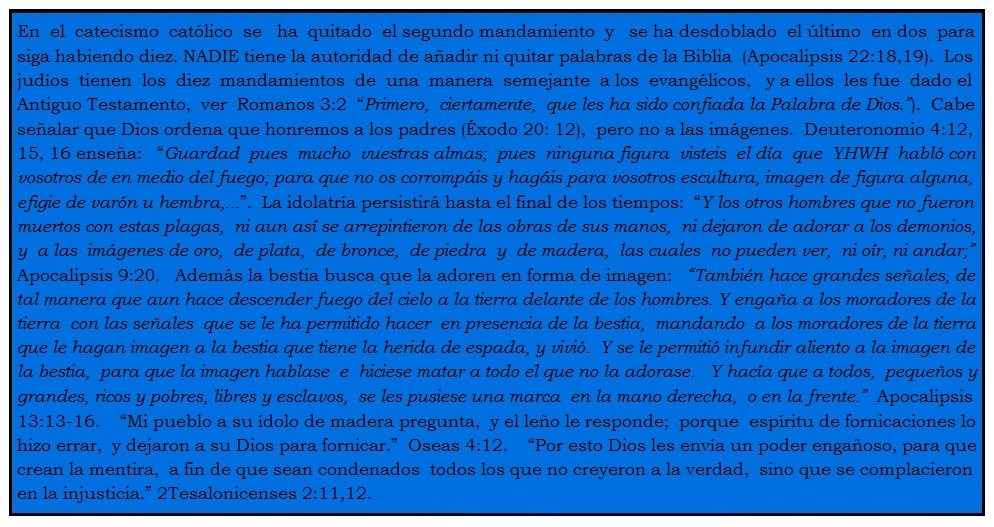 En el catecismo católico se ha quitado el segundo mandamiento y se ha desdoblado el último en dos para
siga habiendo diez. NADIE tiene la autoridad de añadir ni quitar palabras de la Biblia (Apocalipsis 22:18,19). Los
judíos tienen los diez mandamientos de una manera semejante a los evangélicos, y a ellos les fue dado el
Antiguo Testamento, ver Romanos 3:2 “Primero, ciertamente, que les ha sido confiada la Palabra de Dios.”). Cabe
señalar que Dios ordena que honremos a los padres (Éxodo 20: 12), pero no a las imágenes. Deuteronomio 4:12,
15, 16 enseña: “Guardad pues mucho vuestras almas; pues ninguna figura visteis el día que YHWH habló con
vosotros de en medio del fuego; para que no os corrompáis y hagáis para vosotros escultura, imagen de figura alguna,
efigie de varón u hembra,...”. La idolatría persistirá hasta el final de los tiempos: “Y los otros hombres que no fueron
muertos con estas plagas, ni aun así se arrepintieron de las obras de sus manos, ni dejaron de adorar a los demonios,
y a las imágenes de oro, de plata, de bronce, de piedra y de madera, las cuales no pueden ver, ni oír, ni andar;”
Apocalipsis 9:20. Además la bestia busca que la adoren en forma de imagen: “También hace grandes señales, de
tal manera que aun hace descender fuego del cielo a la tierra delante de los hombres. Y engaña a los moradores de la
tierra con las señales que se le ha permitido hacer en presencia de la bestia, mandando a los moradores de la tierra
que le hagan imagen a la bestia que tiene la herida de espada, y vivió. Y se le permitió infundir aliento a la imagen de
la bestia, para que la imagen hablase e hiciese matar a todo el que no la adorase. Y hacía que a todos, pequeños y
grandes, ricos y pobres, libres y esclavos, se les pusiese una marca en la mano derecha, o en la frente.” Apocalipsis
13:13-16. “Mi pueblo a su ídolo de madera pregunta, y el leño le responde; porque espíritu de fornicaciones lo
hizo errar, y dejaron a su Dios para fornicar.” Oseas 4:12. “Por esto Dios les envía un poder engañoso, para que
crean la mentira, a fin de que sean condenados todos los que no creyeron a la verdad, sino que se complacieron
en la injusticia.” 2Tesalonicenses 2:11,12.